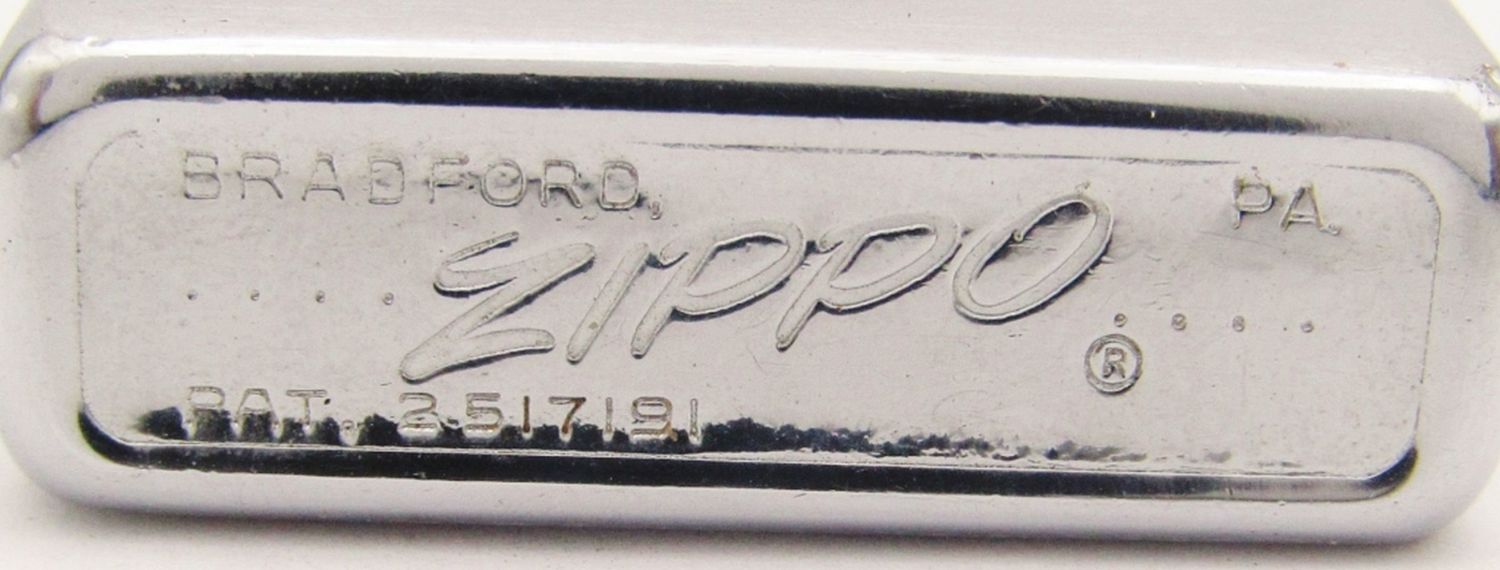 BRADFORD, PA.
.... ZIPPO ....
®
PAT. 2517191